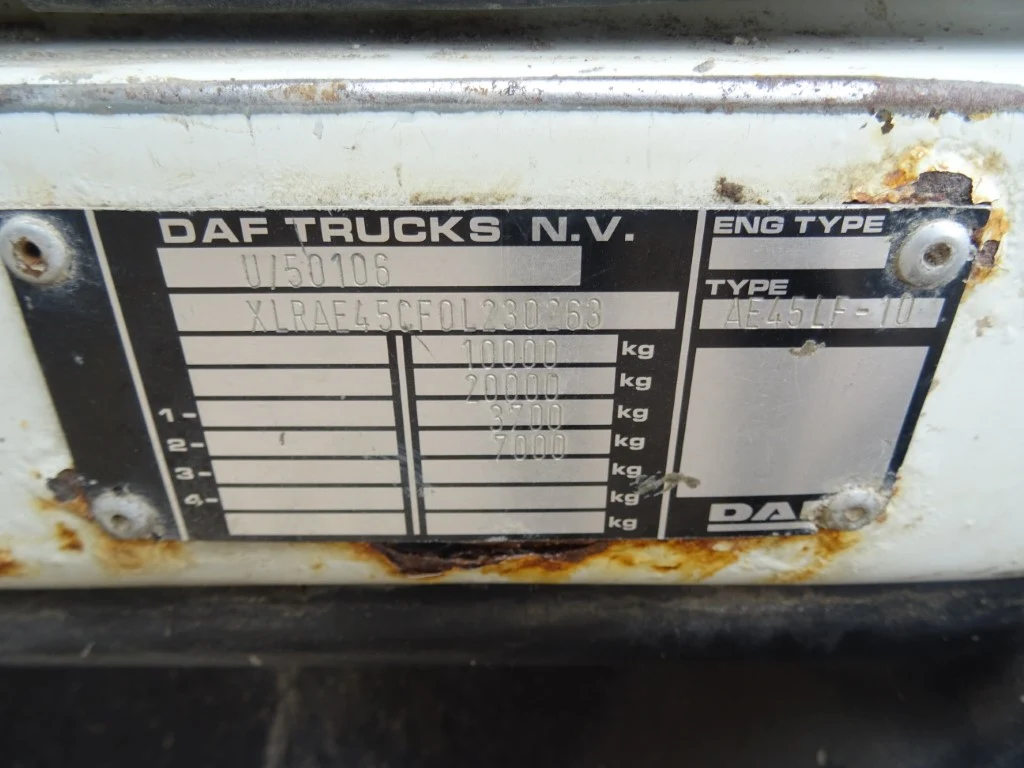 DAF TRUCKS N.V.
U/50106
XLRAE45CF0L230263
10000 kg
20000 kg
1- 3700 kg
2- 7000 kg
3- kg
4- kg
kg
ENG TYPE
TYPE
AE45LF-10
DAF